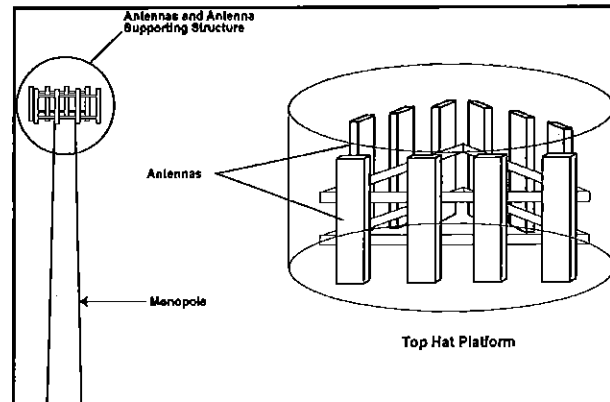 Antennas and Antenna
Supporting Structure
Antennas
Monopole
Top Hat Platform